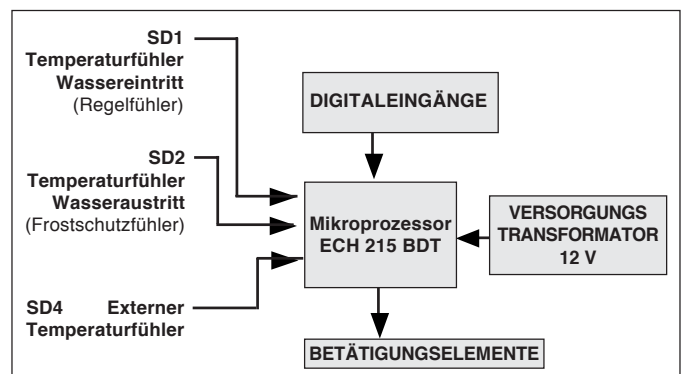 SD1
Temperaturfühler
Wassereintritt
(Regelfühler)
DIGITALEINGÄNGE
SD2
Temperaturfühler
Wasseraustritt
(Frostschutzfühler)
Mikroprozessor
ECH 215 BDT
VERSORGUNGS
TRANSFORMATOR
12 V
SD4 Externer
Temperaturfühler
BETÄTIGUNGSELEMENTE